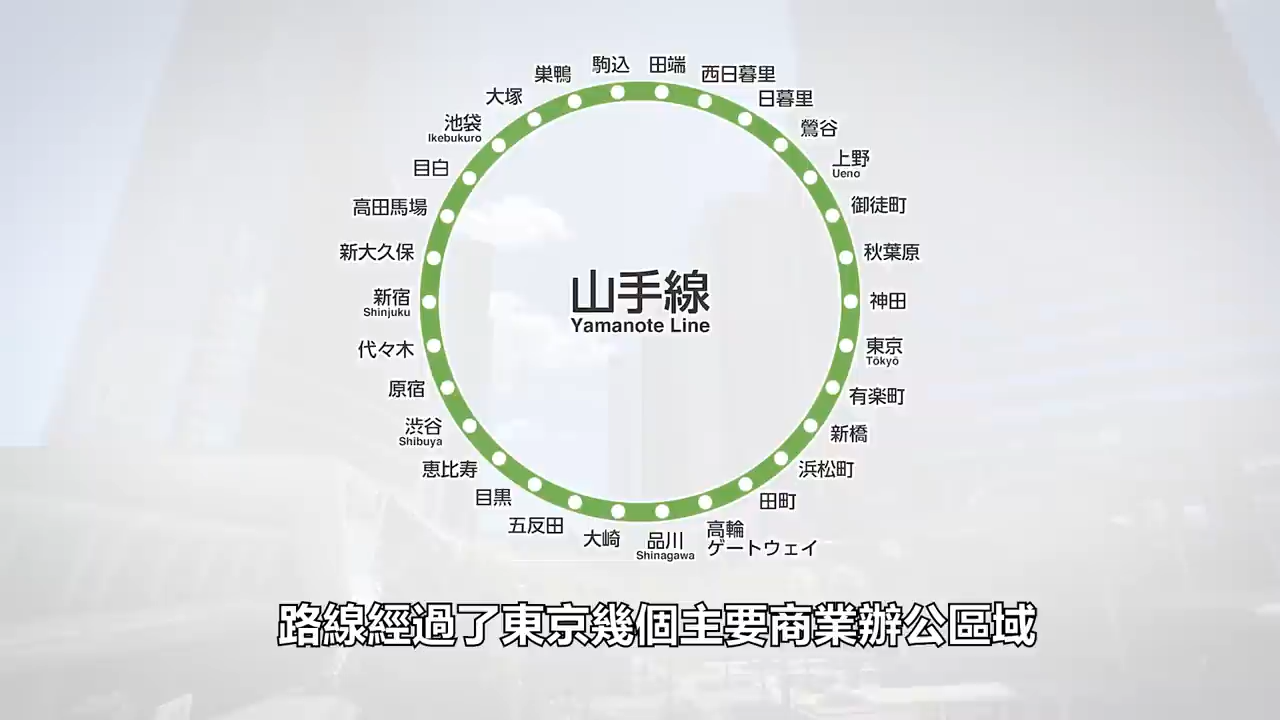 駒込
田端
巣鴨
西日暮里
大塚
日暮里
池袋
Ikebukuro
鶯谷
目白
上野
Ueno
高田馬場
御徒町
新大久保
秋葉原
山手線
Yamanote Line
新宿
Shinjuku
神田
代々木
東京
Tōkyō
原宿
有楽町
渋谷
Shibuya
新橋
恵比寿
浜松町
目黒
田町
五反田
大崎
品川
Shinagawa
高輪
ゲートウェイ
路線經過了東京幾個主要商業辦公區域